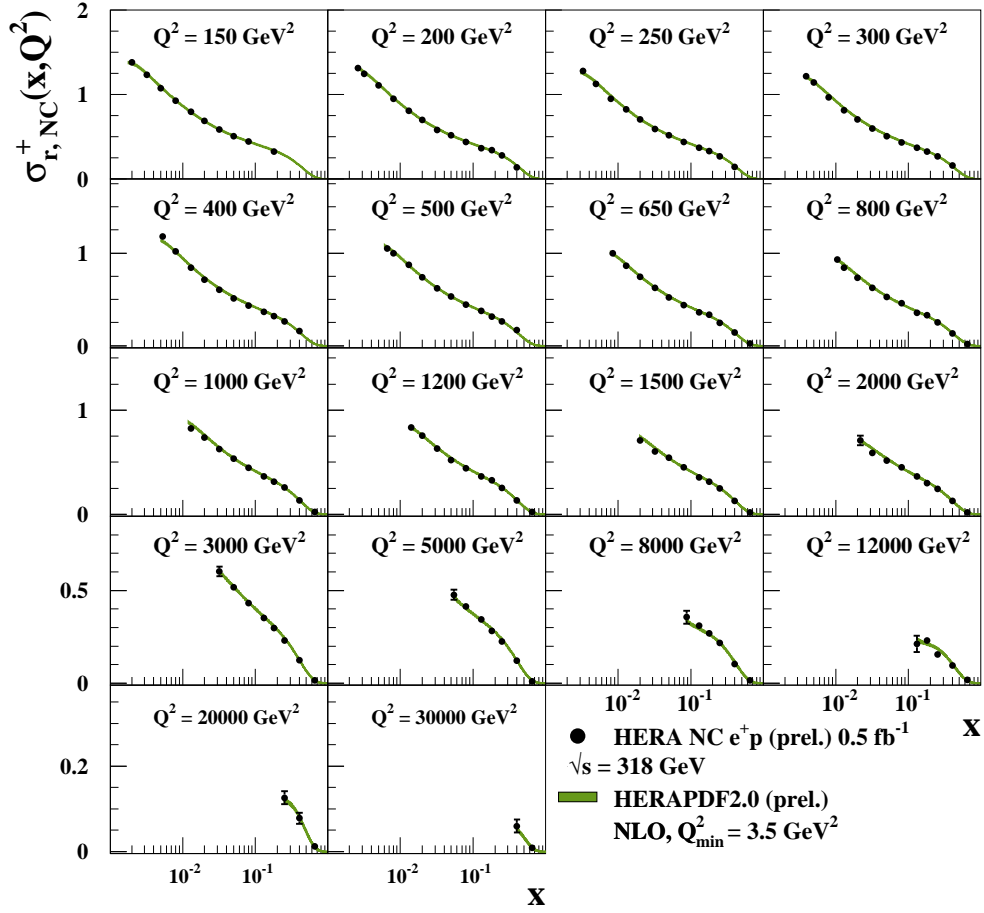 σ⁺r, NC(x,Q²)
2
Q² = 150 GeV²
Q² = 200 GeV²
Q² = 250 GeV²
Q² = 300 GeV²
1
0
Q² = 400 GeV²
Q² = 500 GeV²
Q² = 650 GeV²
Q² = 800 GeV²
1
0
Q² = 1000 GeV²
Q² = 1200 GeV²
Q² = 1500 GeV²
Q² = 2000 GeV²
1
0
Q² = 3000 GeV²
Q² = 5000 GeV²
Q² = 8000 GeV²
Q² = 12000 GeV²
0.5
0
10⁻² 10⁻¹
10⁻² 10⁻¹
x
Q² = 20000 GeV²
Q² = 30000 GeV²
0.2
0
10⁻² 10⁻¹
10⁻² 10⁻¹
x
HERA NC e⁺p (prel.) 0.5 fb⁻¹
√s = 318 GeV
HERAPDF2.0 (prel.)
NLO, Q²min = 3.5 GeV²